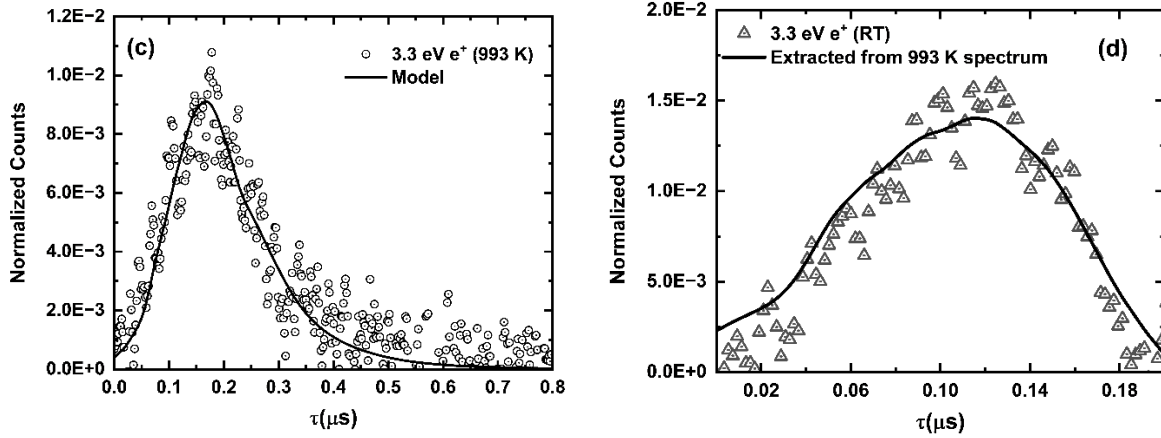 (c)
3.3 eV e⁺ (993 K)
Model
1.2E−2
1.0E−2
8.0E−3
6.0E−3
4.0E−3
2.0E−3
0.0E+0
Normalized Counts
0.0 0.1 0.2 0.3 0.4 0.5 0.6 0.7 0.8
τ(μs)
(d)
3.3 eV e⁺ (RT)
Extracted from 993 K spectrum
2.0E−2
1.5E−2
1.0E−2
5.0E−3
0.0E+0
Normalized Counts
0.02 0.06 0.10 0.14 0.18
τ(μs)